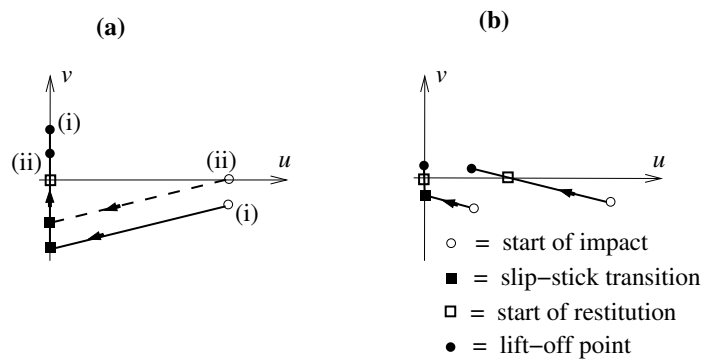 (a)
v
(i)
(ii)
(ii)
u
(i)
(b)
v
u
= start of impact
= slip−stick transition
= start of restitution
= lift−off point